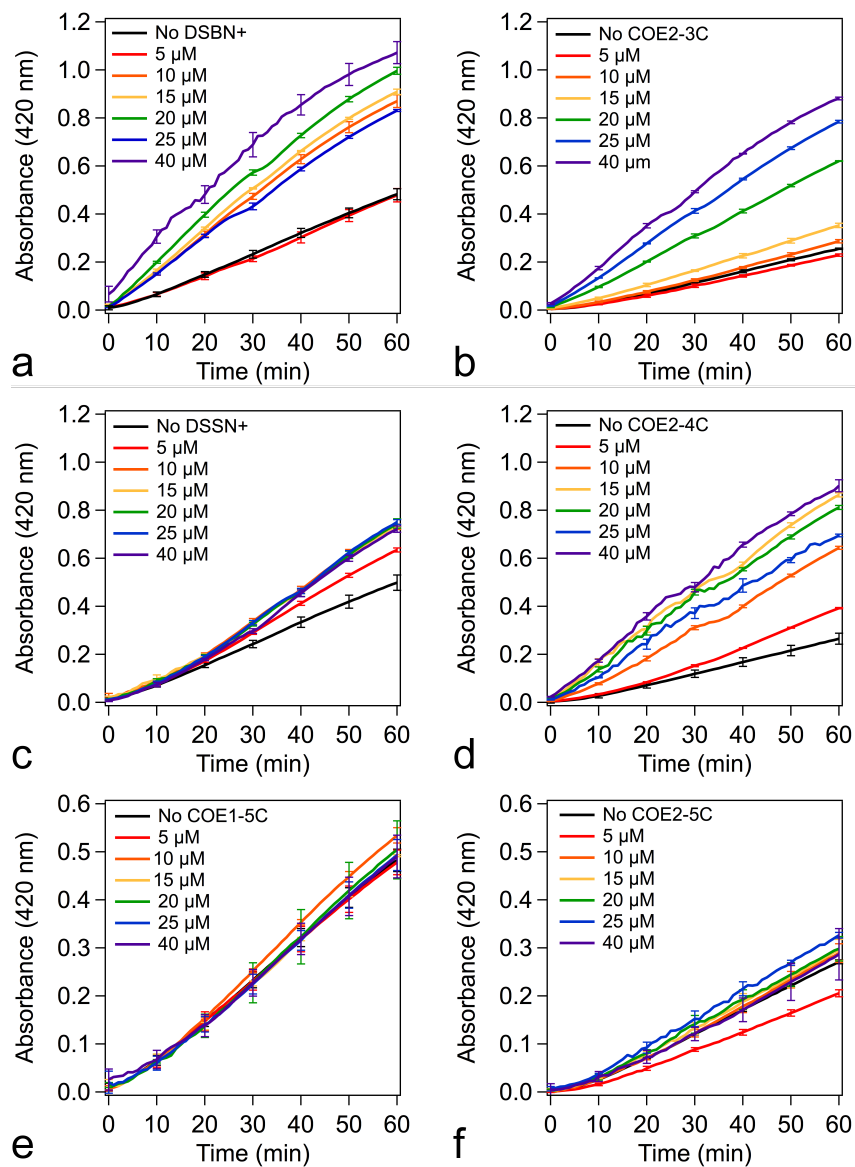 1.2
1.0
0.8
0.6
0.4
0.2
0.0
Absorbance (420 nm)
No DSBN+
5 µM
10 µM
15 µM
20 µM
25 µM
40 µM
0 10 20 30 40 50 60
Time (min)
a
1.2
1.0
0.8
0.6
0.4
0.2
0.0
Absorbance (420 nm)
No COE2-3C
5 µM
10 µM
15 µM
20 µM
25 µM
40 µm
0 10 20 30 40 50 60
Time (min)
b
1.2
1.0
0.8
0.6
0.4
0.2
0.0
Absorbance (420 nm)
No DSSN+
5 µM
10 µM
15 µM
20 µM
25 µM
40 µM
0 10 20 30 40 50 60
Time (min)
c
1.2
1.0
0.8
0.6
0.4
0.2
0.0
Absorbance (420 nm)
No COE2-4C
5 µM
10 µM
15 µM
20 µM
25 µM
40 µM
0 10 20 30 40 50 60
Time (min)
d
0.6
0.5
0.4
0.3
0.2
0.1
0.0
Absorbance (420 nm)
No COE1-5C
5 µM
10 µM
15 µM
20 µM
25 µM
40 µM
0 10 20 30 40 50 60
Time (min)
e
0.6
0.5
0.4
0.3
0.2
0.1
0.0
Absorbance (420 nm)
No COE2-5C
5 µM
10 µM
15 µM
20 µM
25 µM
40 µM
0 10 20 30 40 50 60
Time (min)
f